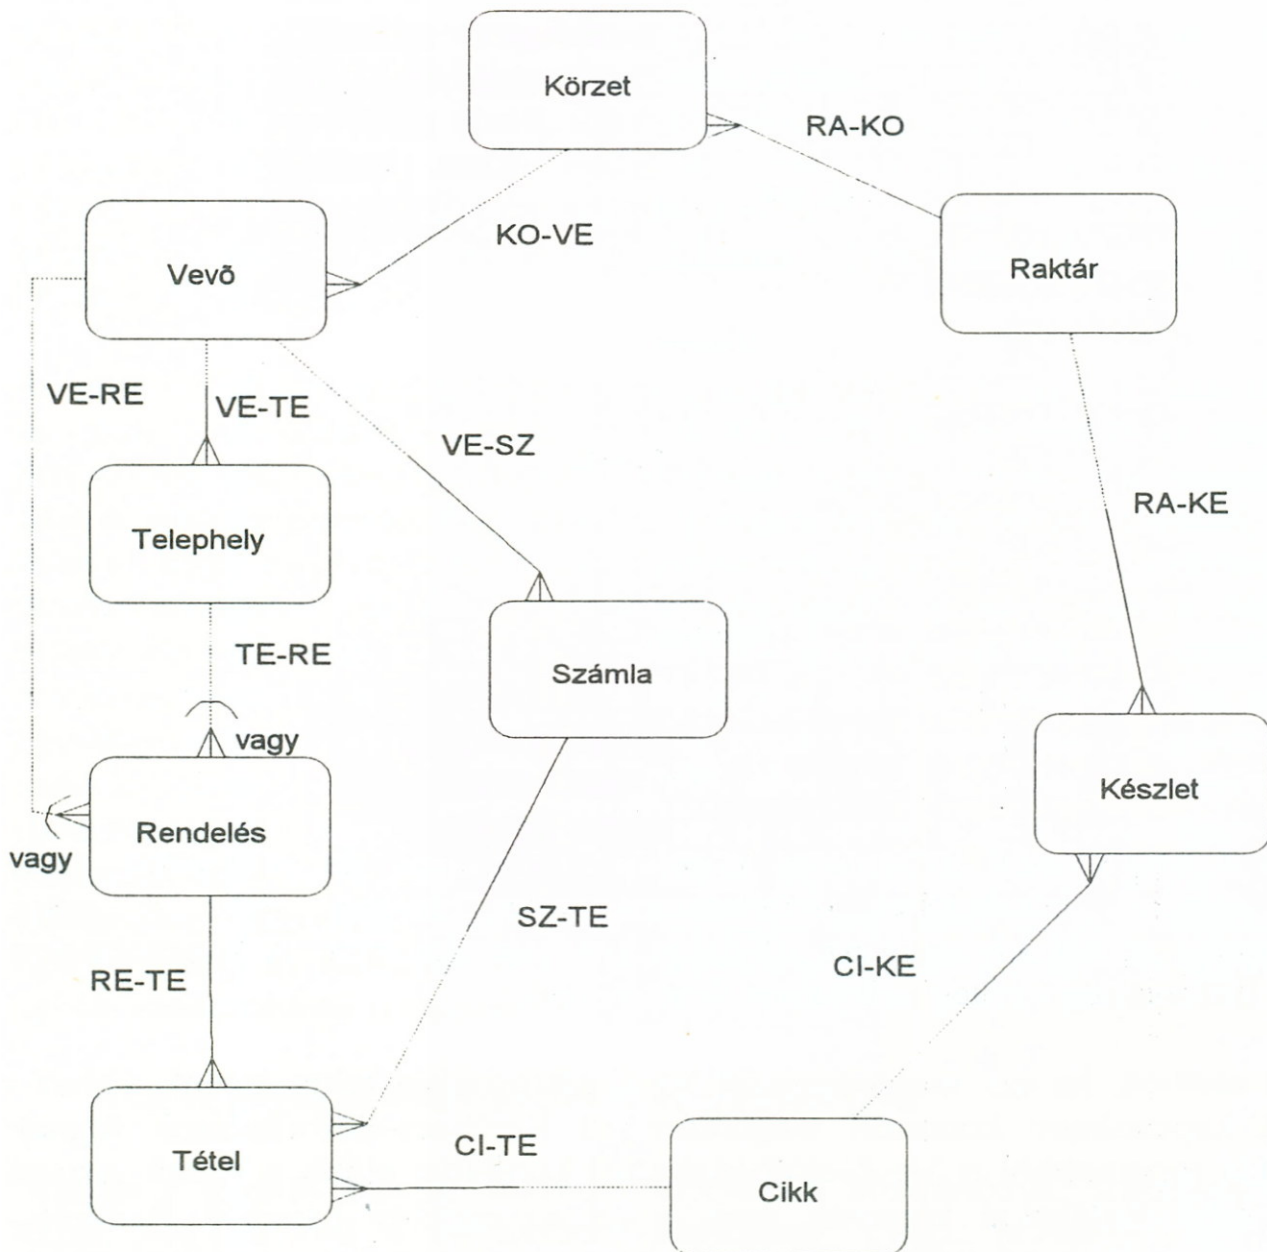 Körzet
RA-KO
KO-VE
Vevõ
Raktár
VE-RE
VE-TE
VE-SZ
RA-KE
Telephely
TE-RE
Számla
vagy
Készlet
Rendelés
vagy
SZ-TE
CI-KE
RE-TE
CI-TE
Tétel
Cikk